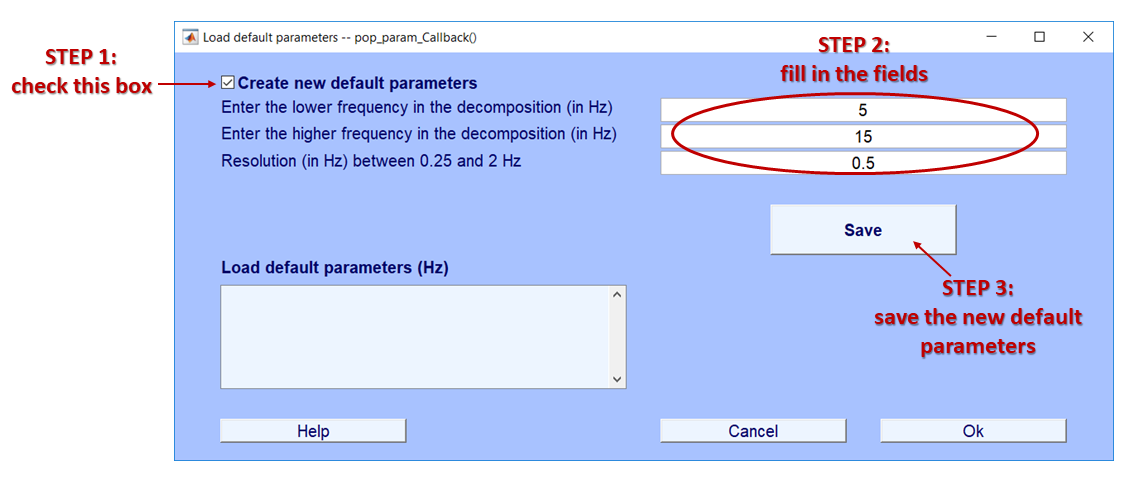 Load default parameters -- pop_param_Callback()
STEP 1:
check this box
STEP 2:
fill in the fields
Create new default parameters
Enter the lower frequency in the decomposition (in Hz)
5
Enter the higher frequency in the decomposition (in Hz)
15
Resolution (in Hz) between 0.25 and 2 Hz
0.5
Save
Load default parameters (Hz)
STEP 3:
save the new default
parameters
Help
Cancel
Ok